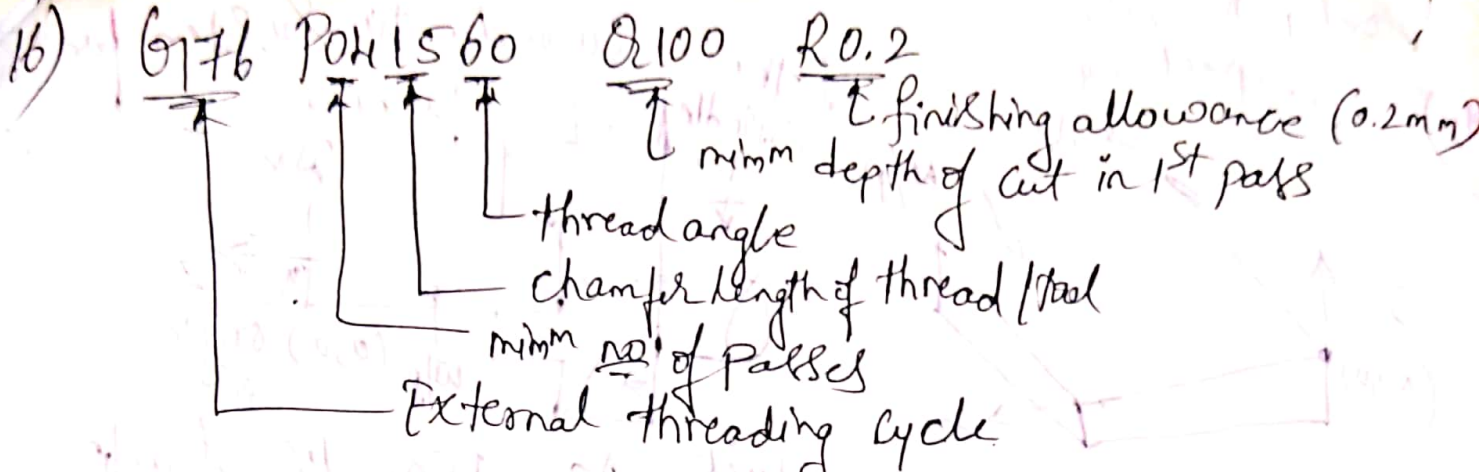 16) G76 P041560 Q100 R0.2
finishing allowance (0.2mm)
minm depth of cut in 1st pass
thread angle
chamfer length of thread / tool
minm no. of passes
External threading cycle